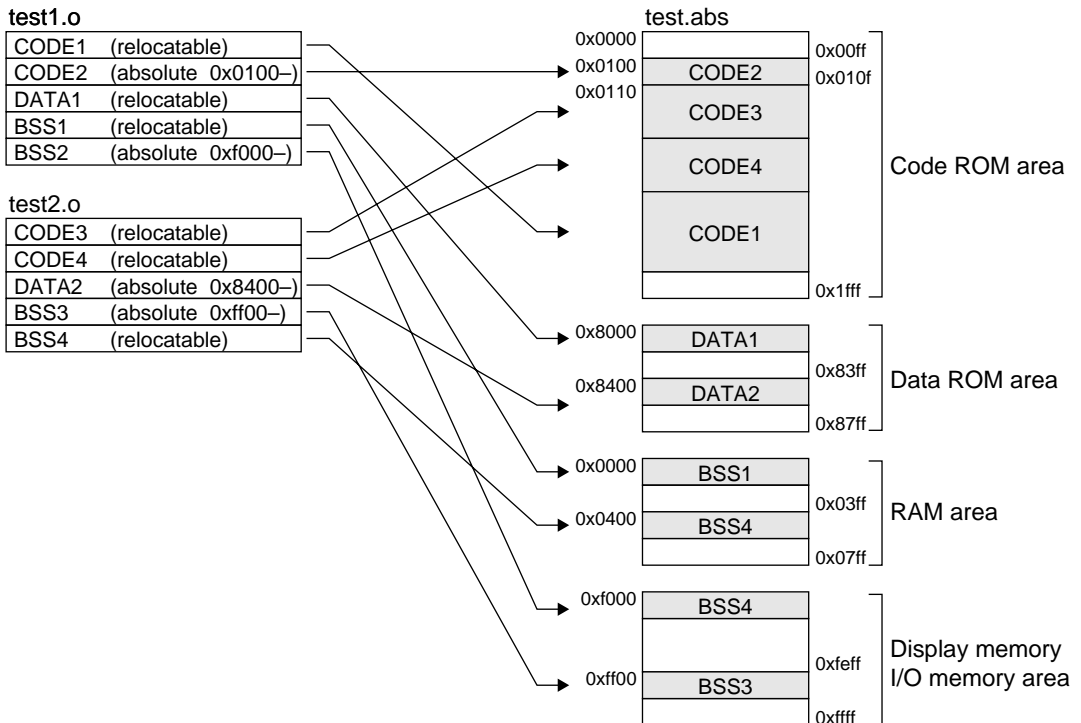 test1.o
CODE1 (relocatable)
CODE2 (absolute 0x0100–)
DATA1 (relocatable)
BSS1 (relocatable)
BSS2 (absolute 0xf000–)
test2.o
CODE3 (relocatable)
CODE4 (relocatable)
DATA2 (absolute 0x8400–)
BSS3 (absolute 0xff00–)
BSS4 (relocatable)
test.abs
0x0000
0x00ff
0x0100
CODE2
0x010f
0x0110
CODE3
CODE4
CODE1
0x1fff
Code ROM area
0x8000
DATA1
0x83ff
0x8400
DATA2
0x87ff
Data ROM area
0x0000
BSS1
0x03ff
0x0400
BSS4
0x07ff
RAM area
0xf000
BSS4
0xfeff
0xff00
BSS3
0xffff
Display memory
I/O memory area